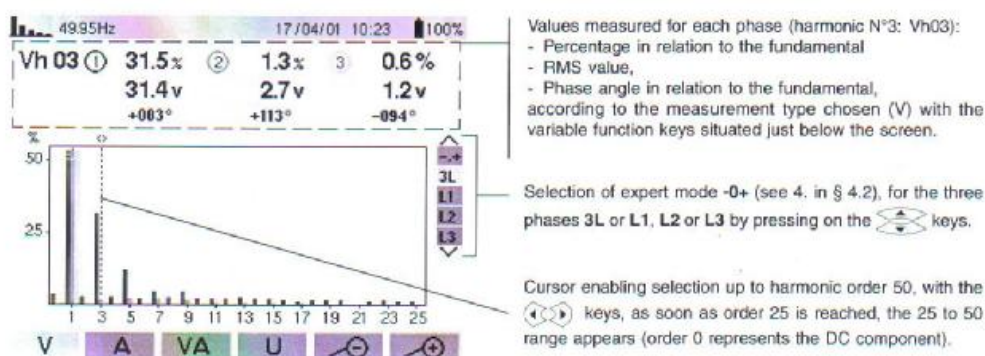 49.95Hz 17/04/01 10:23 100%
Vh 03 ① 31.5% ② 1.3% ③ 0.6%
31.4v 2.7v 1.2v
+003° +113° -094°
%
50
25
1 3 5 7 9 11 13 15 17 19 21 23 25
-.+
3L
L1
L2
L3
V A VA U
Values measured for each phase (harmonic N°3: Vh03):
- Percentage in relation to the fundamental
- RMS value,
- Phase angle in relation to the fundamental,
according to the measurement type chosen (V) with the
variable function keys situated just below the screen.
Selection of expert mode -0+ (see 4. in § 4.2), for the three
phases 3L or L1, L2 or L3 by pressing on the keys.
Cursor enabling selection up to harmonic order 50, with the
keys, as soon as order 25 is reached, the 25 to 50
range appears (order 0 represents the DC component).